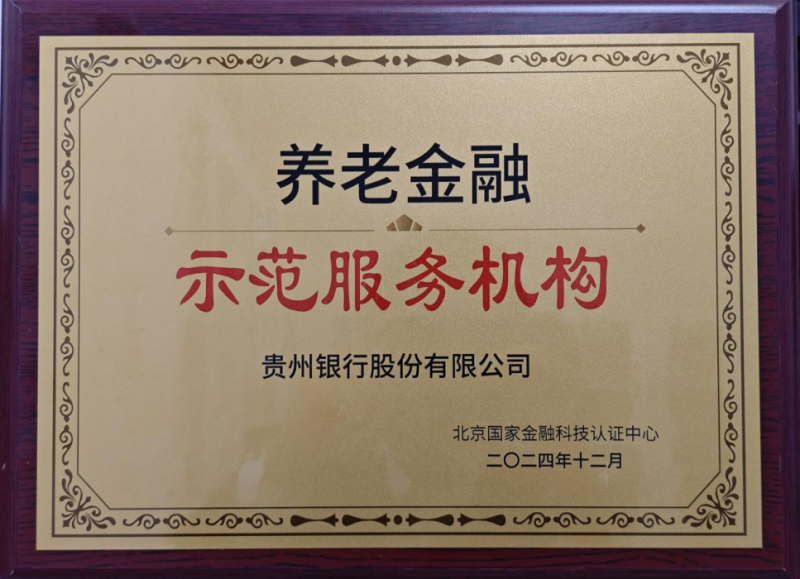 养老金融
示范服务机构
贵州银行股份有限公司
北京国家金融科技认证中心
二〇二四年十二月